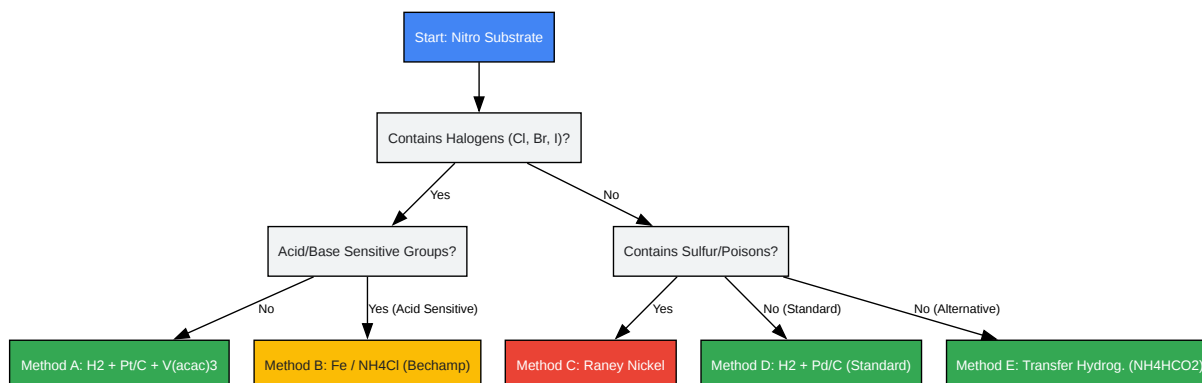 Start: Nitro Substrate
Contains Halogens (Cl, Br, I)?
Yes
No
Acid/Base Sensitive Groups?
Contains Sulfur/Poisons?
No
Yes (Acid Sensitive)
Yes
No (Standard)
No (Alternative)
Method A: H2 + Pt/C + V(acac)3
Method B: Fe / NH4Cl (Bechamp)
Method C: Raney Nickel
Method D: H2 + Pd/C (Standard)
Method E: Transfer Hydrog. (NH4HCO2)